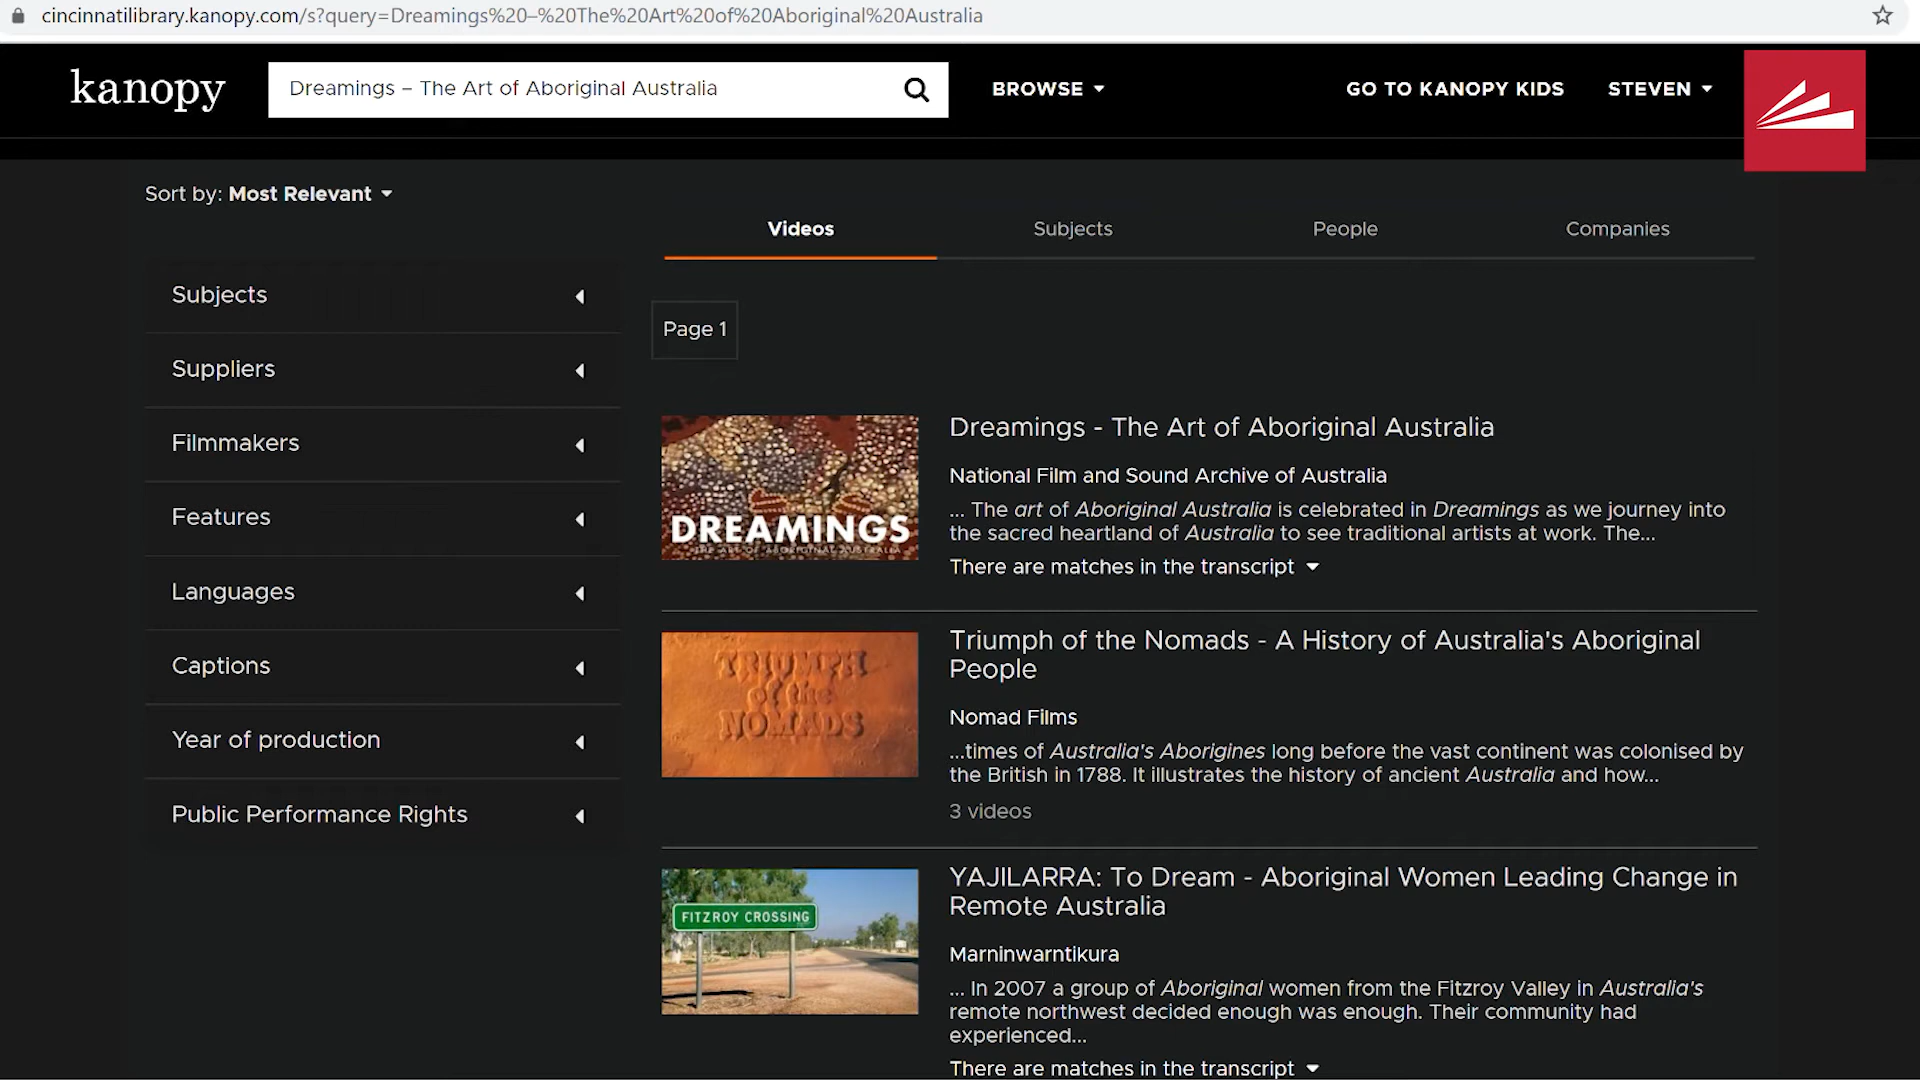 cincinnatilibrary.kanopy.com/s?query=Dreamings%20–%20The%20Art%20of%20Aboriginal%20Australia
kanopy
Dreamings – The Art of Aboriginal Australia
BROWSE
GO TO KANOPY KIDS
STEVEN
Sort by: Most Relevant
Videos
Subjects
People
Companies
Subjects
Suppliers
Filmmakers
Features
Languages
Captions
Year of production
Public Performance Rights
Page 1
DREAMINGS
THE ART OF ABORIGINAL AUSTRALIA
Dreamings - The Art of Aboriginal Australia
National Film and Sound Archive of Australia
... The art of Aboriginal Australia is celebrated in Dreamings as we journey into
the sacred heartland of Australia to see traditional artists at work. The...
There are matches in the transcript
TRIUMPH
of the
NOMADS
Triumph of the Nomads - A History of Australia's Aboriginal
People
Nomad Films
...times of Australia's Aborigines long before the vast continent was colonised by
the British in 1788. It illustrates the history of ancient Australia and how...
3 videos
FITZROY CROSSING
YAJILARRA: To Dream - Aboriginal Women Leading Change in
Remote Australia
Marninwarntikura
... In 2007 a group of Aboriginal women from the Fitzroy Valley in Australia's
remote northwest decided enough was enough. Their community had
experienced...
There are matches in the transcript